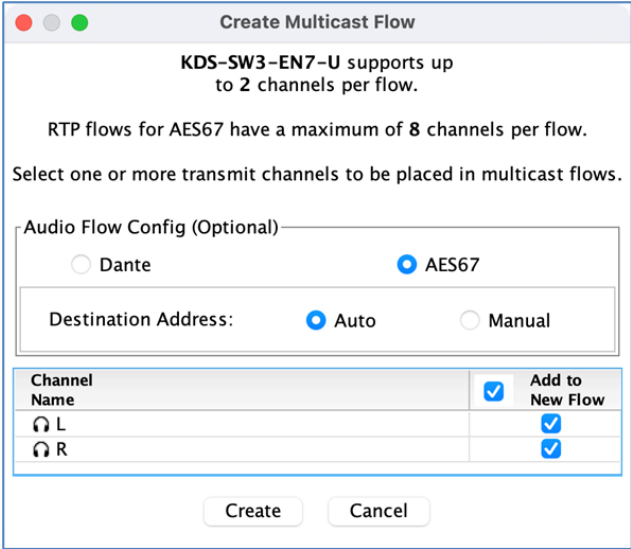 Create Multicast Flow
KDS-SW3-EN7-U supports up
to 2 channels per flow.
RTP flows for AES67 have a maximum of 8 channels per flow.
Select one or more transmit channels to be placed in multicast flows.
Audio Flow Config (Optional)
Dante AES67
Destination Address: Auto Manual
Channel Name Add to New Flow
L
R
Create Cancel